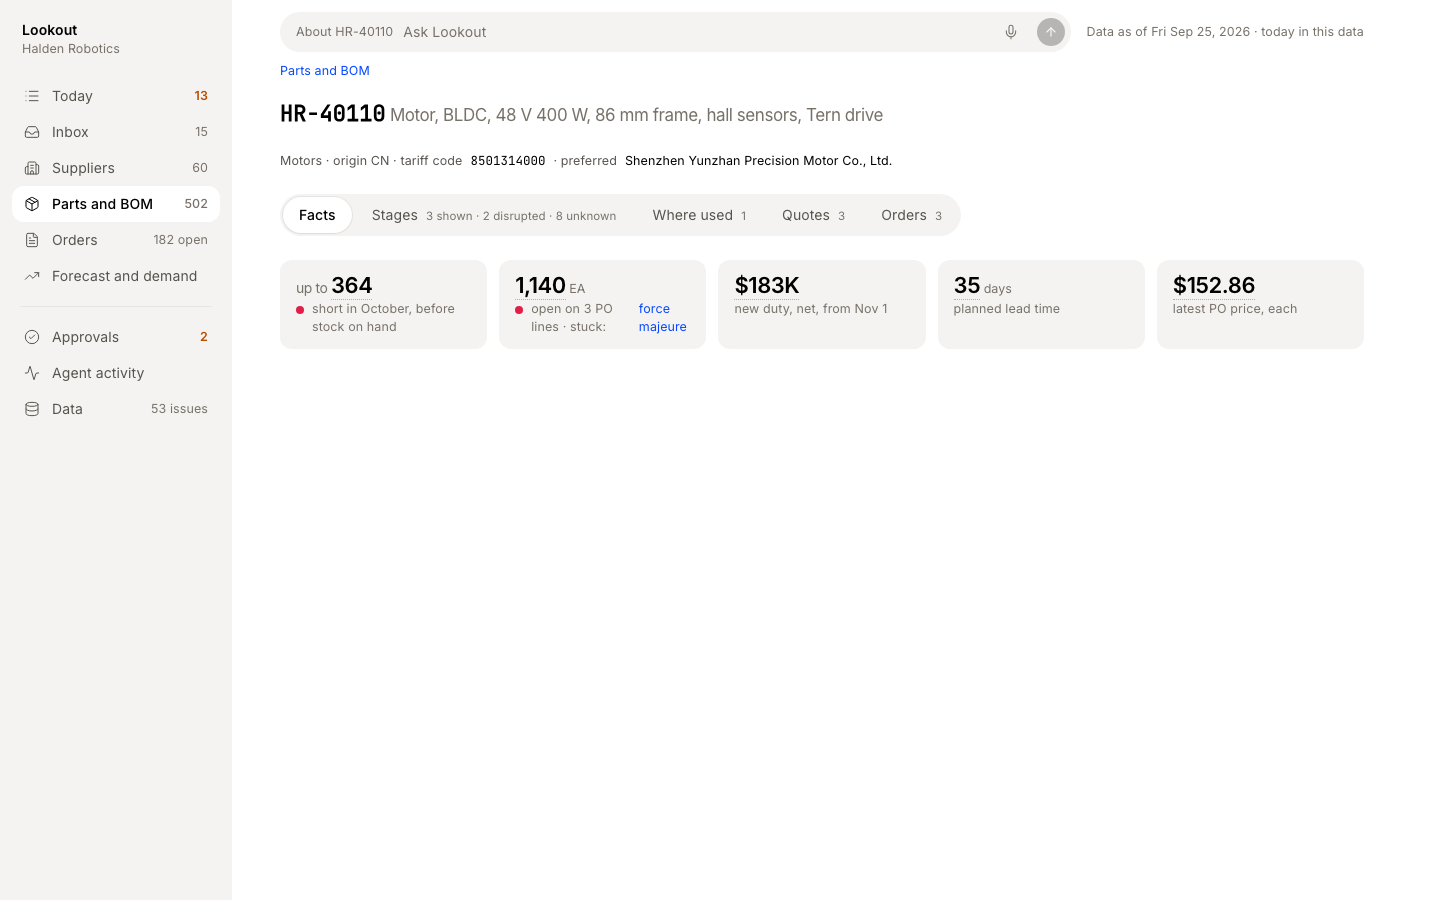 Lookout
Halden Robotics
Today 13
Inbox 15
Suppliers 60
Parts and BOM 502
Orders 182 open
Forecast and demand
Approvals 2
Agent activity
Data 53 issues
About HR-40110 Ask Lookout
Data as of Fri Sep 25, 2026 · today in this data
Parts and BOM
HR-40110 Motor, BLDC, 48 V 400 W, 86 mm frame, hall sensors, Tern drive
Motors · origin CN · tariff code 8501314000 · preferred Shenzhen Yunzhan Precision Motor Co., Ltd.
Facts Stages 3 shown · 2 disrupted · 8 unknown Where used 1 Quotes 3 Orders 3
up to 364
short in October, before
stock on hand
1,140 EA
open on 3 PO
lines · stuck:
force
majeure
$183K
new duty, net, from Nov 1
35 days
planned lead time
$152.86
latest PO price, each